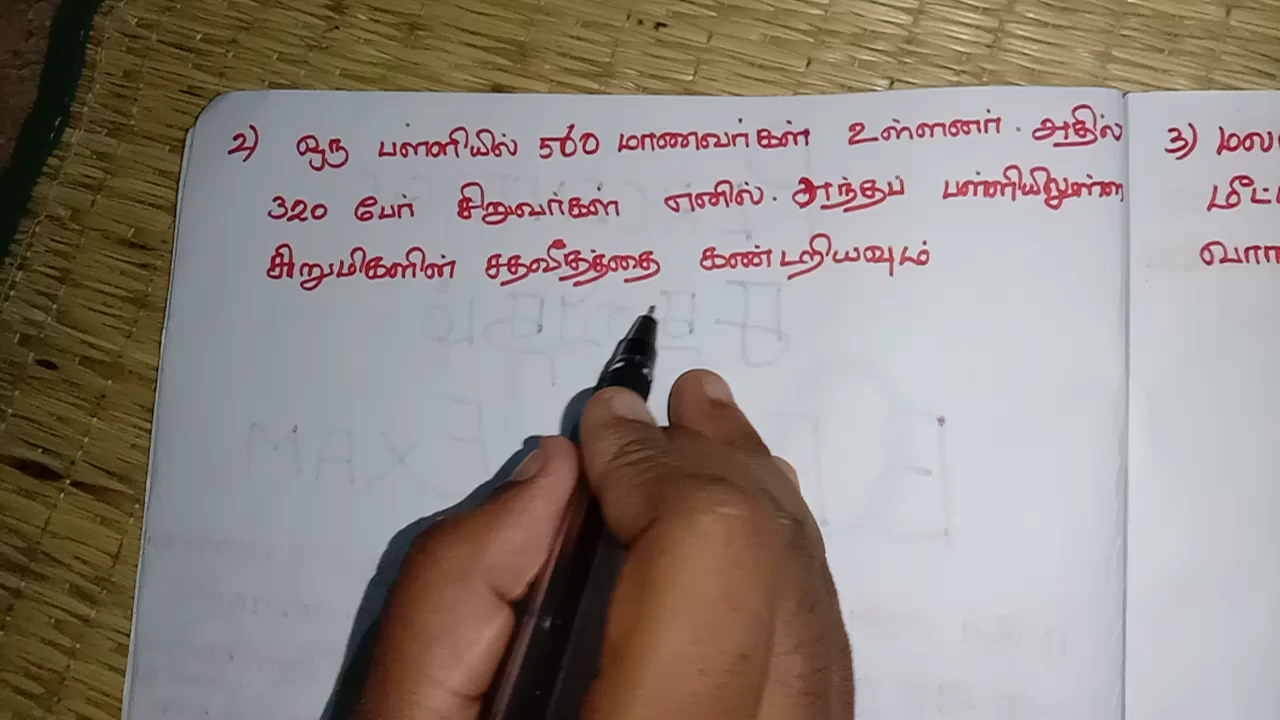 2) ஒரு பள்ளியில் 560 மாணவர்கள் உள்ளனர். அதில்
320 பேர் சிறுவர்கள் எனில். அந்தப் பள்ளியிலுள்ள
சிறுமிகளின் சதவீதத்தை கண்டறியவும்
3)